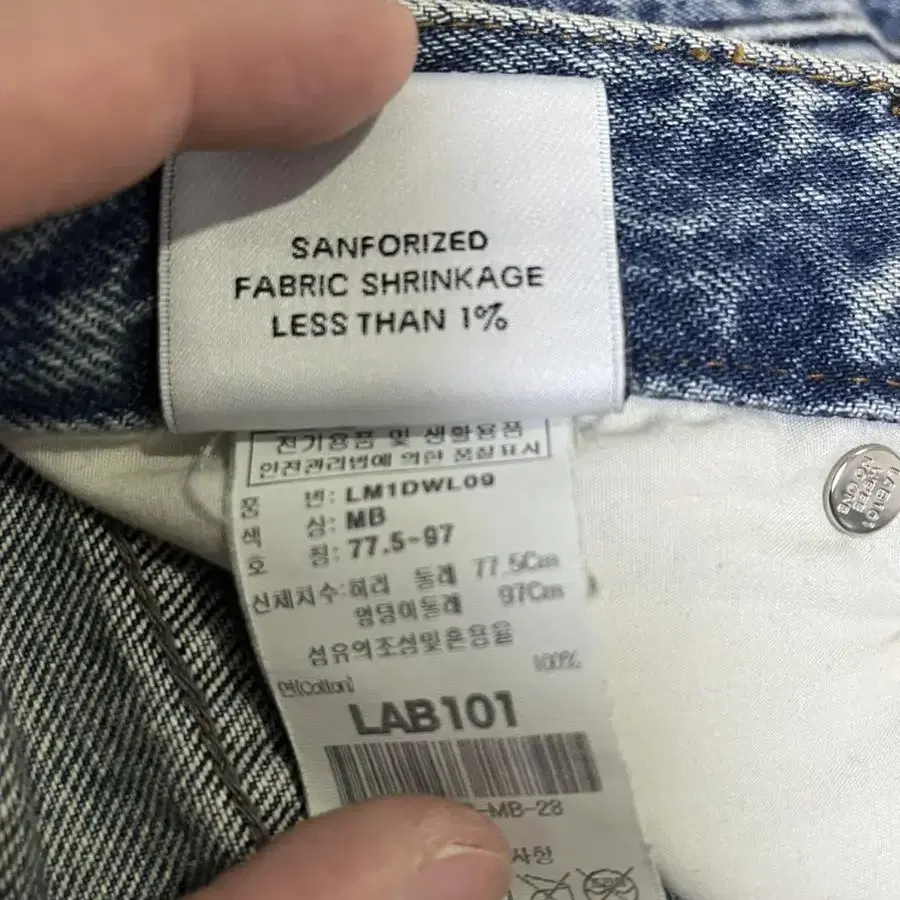 SANFORIZED
FABRIC SHRINKAGE
LESS THAN 1%
전기용품 및 생활용품
안전관리법에 의한 품질표시
품 번: LM1DWL09
색 상: MB
호 칭: 77.5~97
신체치수:허리 둘레 77.5Cm
엉덩이둘레 97Cm
섬유의조성및혼용율
면(Cotton) 100%
LAB101
-MB-28
사항
LAB101